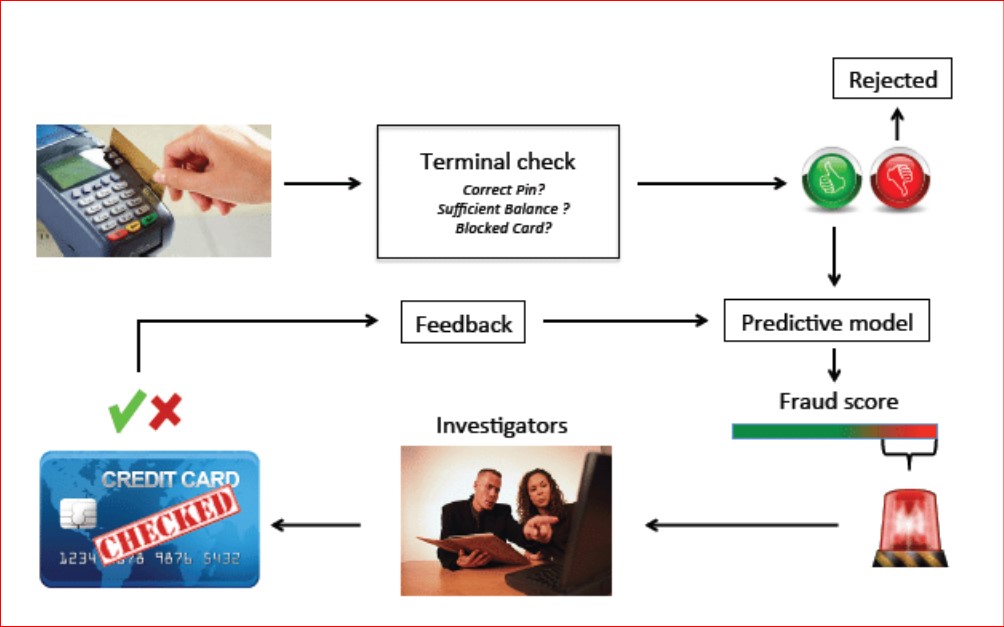 Rejected
Terminal check
Correct Pin?
Sufficient Balance ?
Blocked Card?
Feedback
Predictive model
Fraud score
Investigators
CREDIT CARD
CHECKED
1234 9876 5432